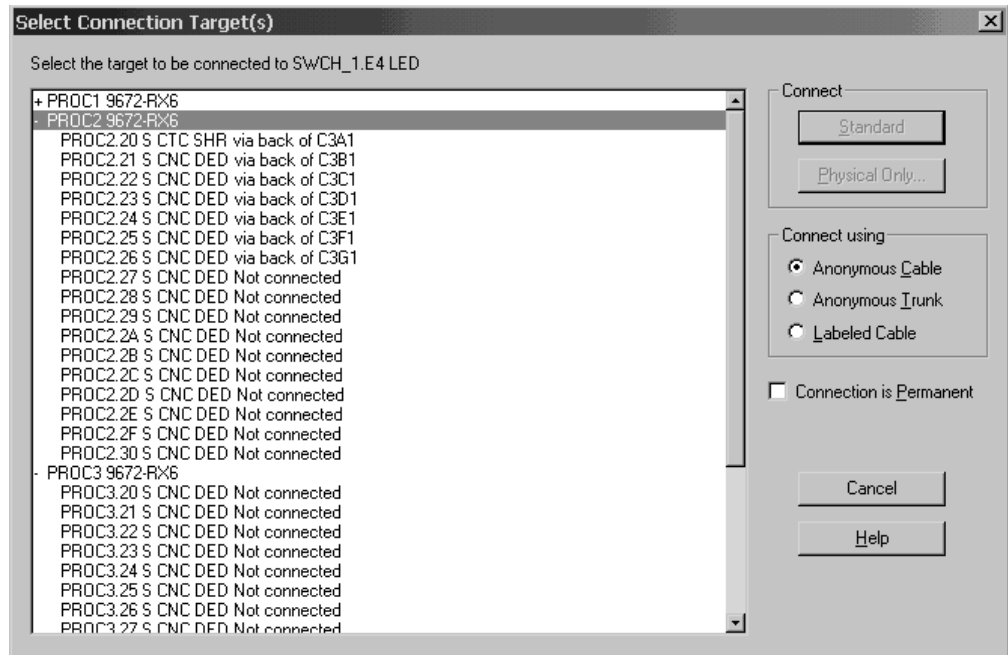 Select Connection Target(s)
Select the target to be connected to SWCH_1.E4 LED
+ PROC1 9672-RX6
- PROC2 9672-RX6
PROC2.20 S CTC SHR via back of C3A1
PROC2.21 S CNC DED via back of C3B1
PROC2.22 S CNC DED via back of C3C1
PROC2.23 S CNC DED via back of C3D1
PROC2.24 S CNC DED via back of C3E1
PROC2.25 S CNC DED via back of C3F1
PROC2.26 S CNC DED via back of C3G1
PROC2.27 S CNC DED Not connected
PROC2.28 S CNC DED Not connected
PROC2.29 S CNC DED Not connected
PROC2.2A S CNC DED Not connected
PROC2.2B S CNC DED Not connected
PROC2.2C S CNC DED Not connected
PROC2.2D S CNC DED Not connected
PROC2.2E S CNC DED Not connected
PROC2.2F S CNC DED Not connected
PROC2.30 S CNC DED Not connected
- PROC3 9672-RX6
PROC3.20 S CNC DED Not connected
PROC3.21 S CNC DED Not connected
PROC3.22 S CNC DED Not connected
PROC3.23 S CNC DED Not connected
PROC3.24 S CNC DED Not connected
PROC3.25 S CNC DED Not connected
PROC3.26 S CNC DED Not connected
PROC3.27 S CNC DED Not connected
Connect
Standard
Physical Only...
Connect using
Anonymous Cable
Anonymous Trunk
Labeled Cable
Connection is Permanent
Cancel
Help